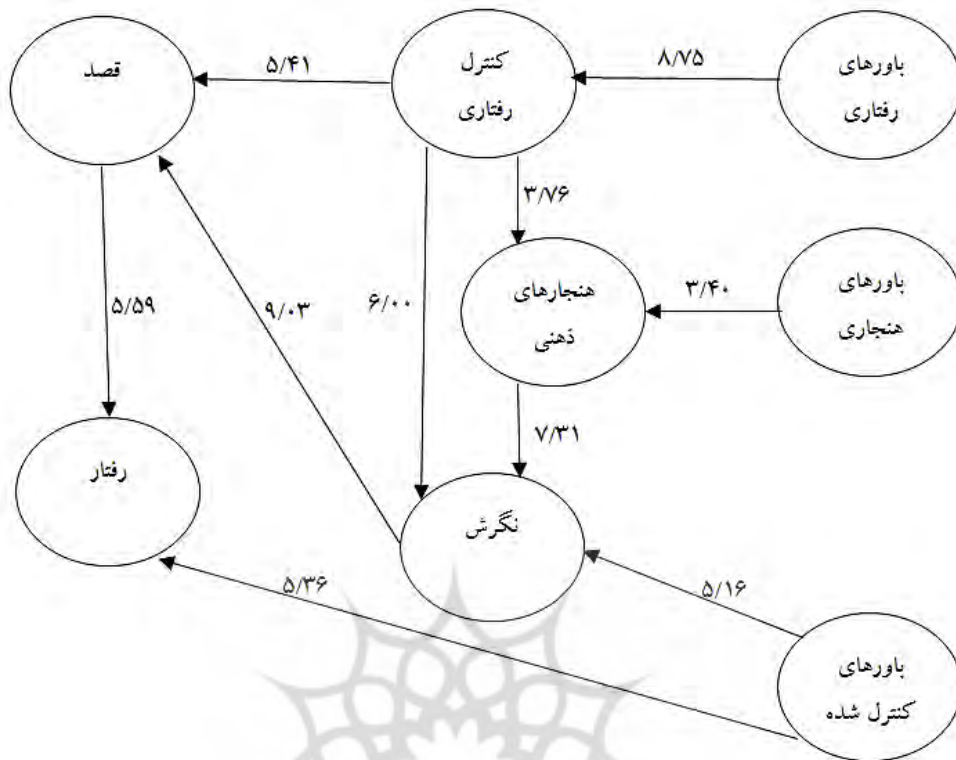 باورهای
رفتاری
۸/۷۵
کنترل
رفتاری
۵/۴۱
قصد
۳/۷۶
باورهای
هنجاری
۳/۴۰
هنجارهای
ذهنی
۶/۰۰
۹/۰۳
۵/۵۹
۷/۳۱
رفتار
نگرش
۵/۱۶
۵/۳۶
باورهای
کنترل شده